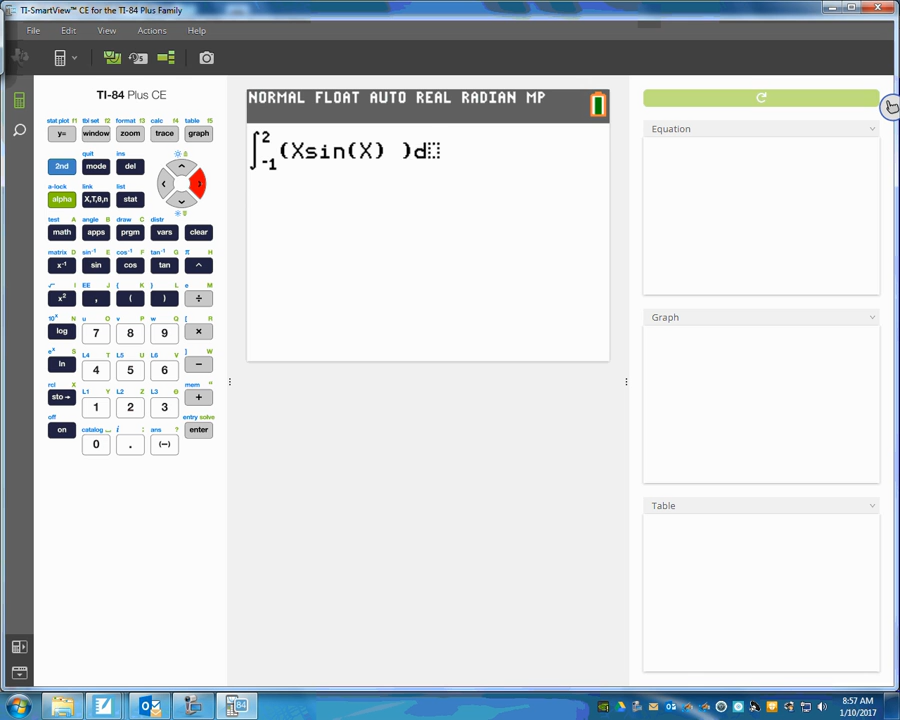 TI-SmartView™ CE for the TI-84 Plus Family
File Edit View Actions Help
TI-84 Plus CE
stat plot f1 tbl set f2 format f3 calc f4 table f5
y= window zoom trace graph
quit ins
2nd mode del
a-lock link list
alpha X,T,θ,n stat
test A angle B draw C distr
math apps prgm vars clear
matrix D sin⁻¹ E cos⁻¹ F tan⁻¹ G π H
x⁻¹ sin cos tan ^
√ I EE J { K } L e M
x² , ( ) ÷
10ˣ N u O v P w Q [ R
log 7 8 9 ×
eˣ S L4 T L5 U L6 V ] W
ln 4 5 6 −
rcl X L1 Y L2 Z L3 θ mem "
sto→ 1 2 3 +
off catalog ⎵ i : ans ? entry solve
on 0 . (−) enter
NORMAL FLOAT AUTO REAL RADIAN MP
∫ 2 -1 (Xsin(X) )d
Equation
Graph
Table
84
8:57 AM
1/10/2017